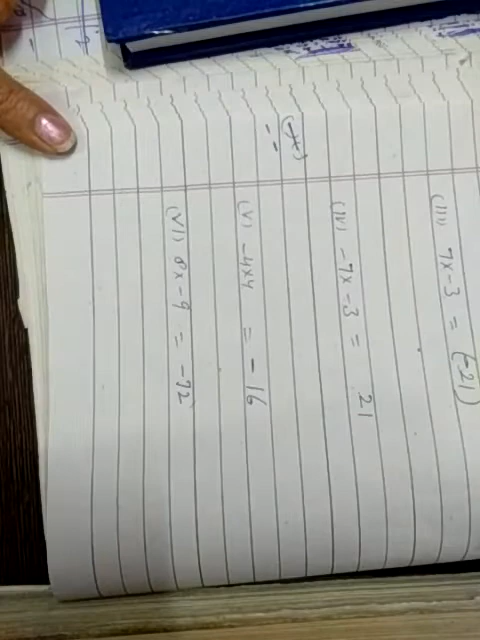 (III) 7x-3 = (-21)
(IV) -7x-3 = 21
(V) -4x4 = -16
(VI) 8x-9 = -72